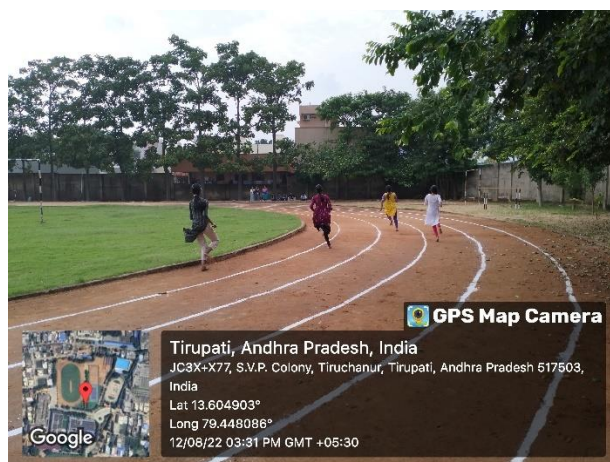 GPS Map Camera
Tirupati, Andhra Pradesh, India
JC3X+X77, S.V.P. Colony, Tiruchanur, Tirupati, Andhra Pradesh 517503,
India
Lat 13.604903°
Long 79.448086°
12/08/22 03:31 PM GMT +05:30
Google